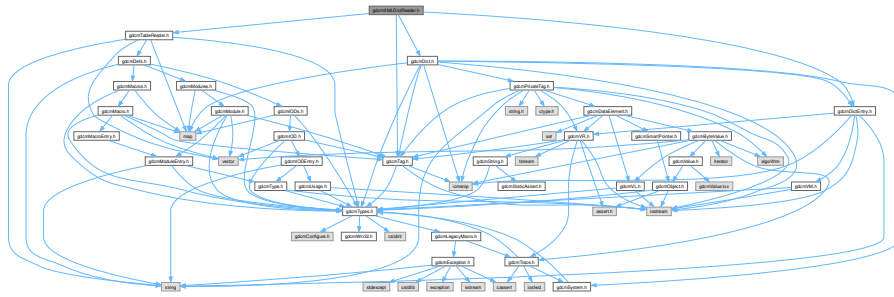 gdcmXMLDictReader.h
gdcmTableReader.h
gdcmDefs.h
gdcmDict.h
gdcmMacros.h
gdcmModules.h
gdcmPrivateTag.h
gdcmMacro.h
gdcmModule.h
gdcmIODs.h
string.h
ctype.h
gdcmDataElement.h
gdcmDictEntry.h
gdcmMacroEntry.h
map
gdcmIOD.h
set
gdcmVR.h
gdcmSmartPointer.h
gdcmByteValue.h
gdcmModuleEntry.h
vector
gdcmIODEntry.h
gdcmTag.h
gdcmString.h
fstream
gdcmValue.h
iterator
algorithm
gdcmType.h
gdcmUsage.h
iomanip
gdcmStaticAssert.h
gdcmVL.h
gdcmObject.h
gdcmValue.txx
gdcmVM.h
gdcmTypes.h
assert.h
iostream
gdcmConfigure.h
gdcmWin32.h
cstdint
gdcmLegacyMacro.h
gdcmException.h
gdcmTrace.h
string
stdexcept
cstdlib
exception
sstream
cassert
iosfwd
gdcmSystem.h